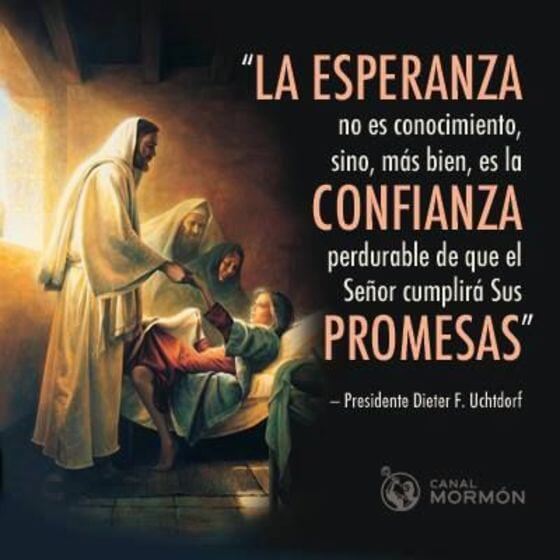 “LA ESPERANZA
no es conocimiento,
sino, más bien, es la
CONFIANZA
perdurable de que el
Señor cumplirá Sus
PROMESAS”
– Presidente Dieter F. Uchtdorf
CANAL
MORMÓN